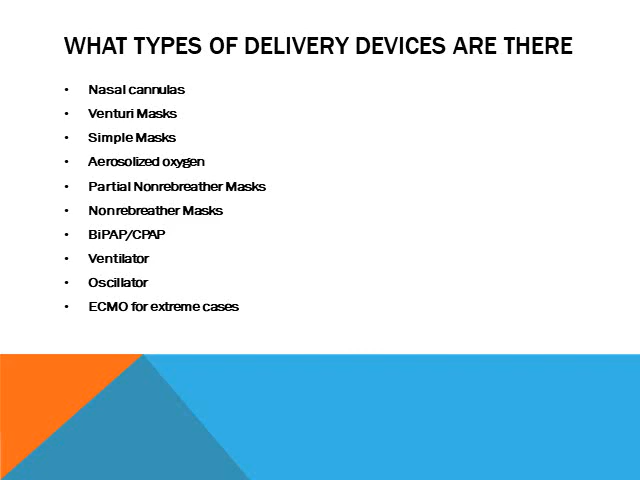 WHAT TYPES OF DELIVERY DEVICES ARE THERE
• Nasal cannulas
• Venturi Masks
• Simple Masks
• Aerosolized oxygen
• Partial Nonrebreather Masks
• Nonrebreather Masks
• BiPAP/CPAP
• Ventilator
• Oscillator
• ECMO for extreme cases